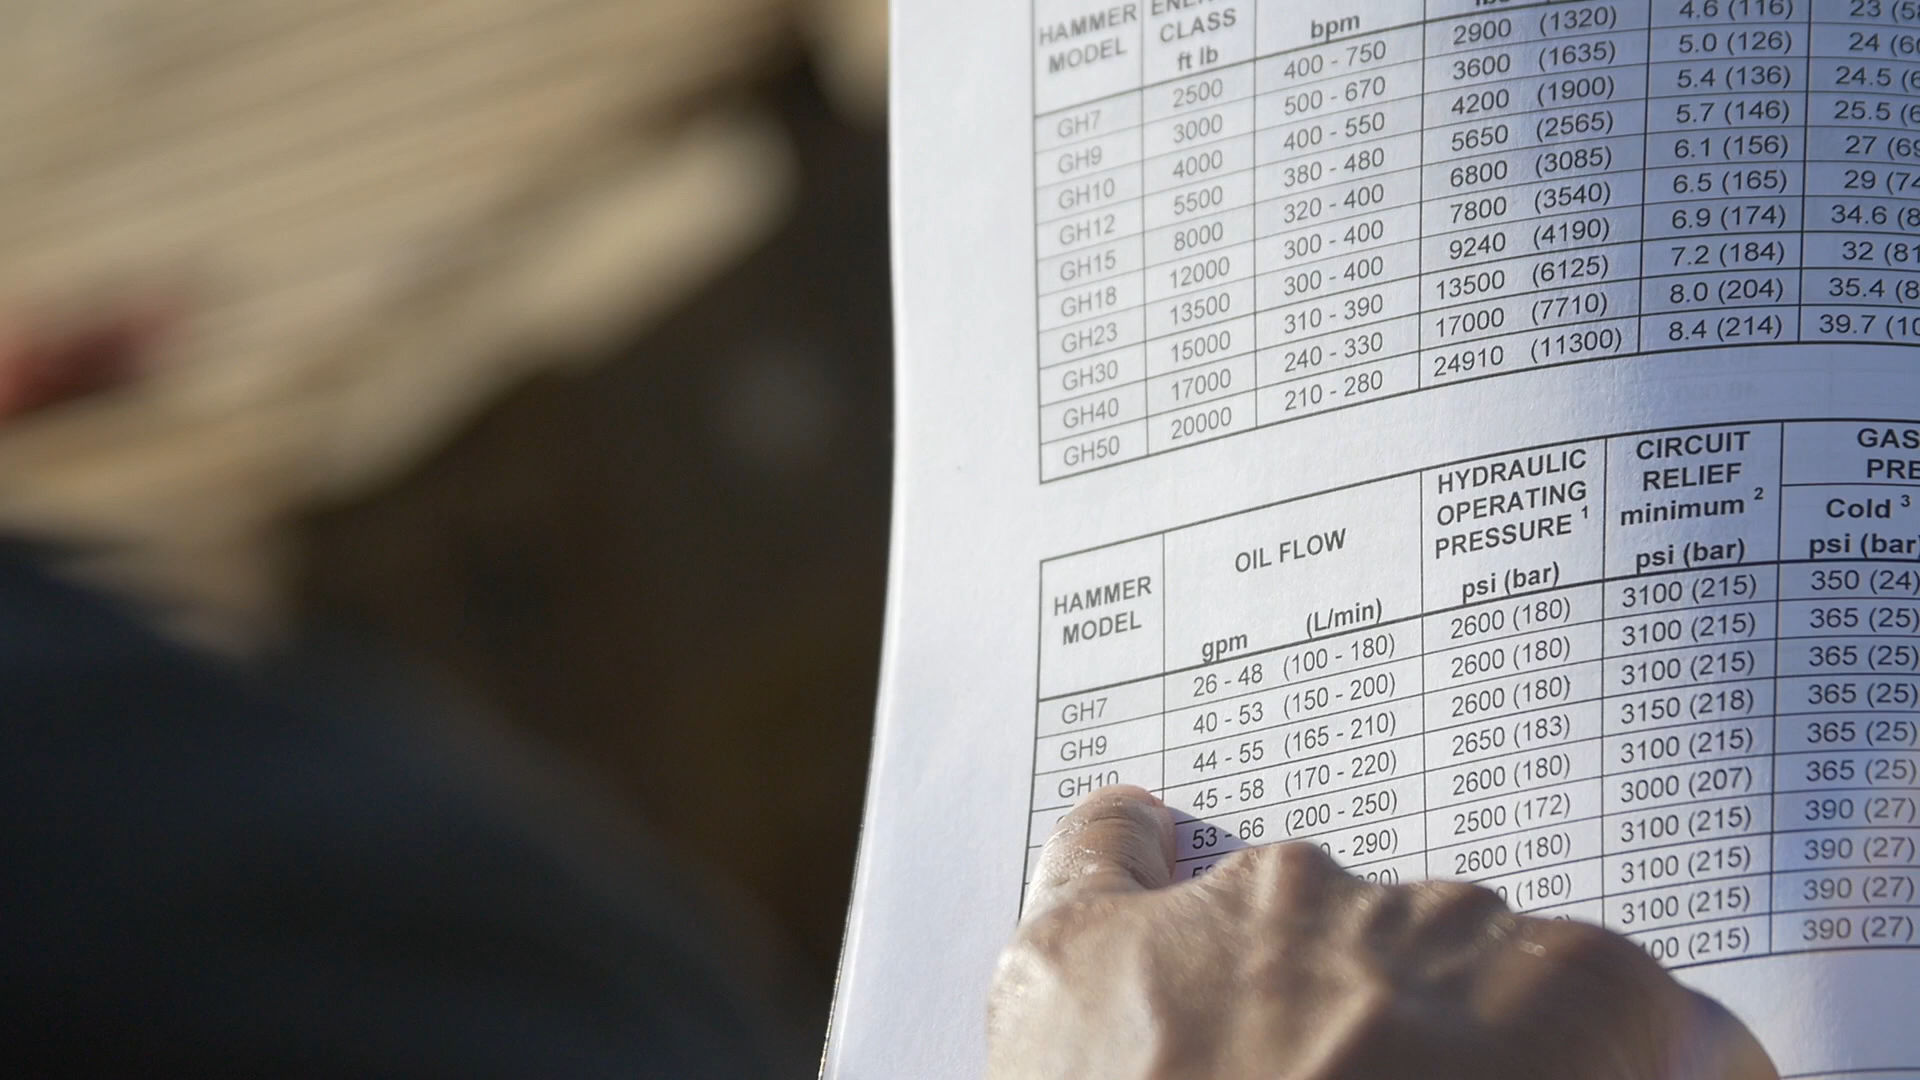 HAMMER MODEL
CLASS
ft lb
bpm
GH7 2500 400 - 750 2900 (1320) 4.6 (116) 23
GH9 3000 500 - 670 3600 (1635) 5.0 (126) 24
GH10 4000 400 - 550 4200 (1900) 5.4 (136) 24.5
GH12 5500 380 - 480 5650 (2565) 5.7 (146) 25.5
GH15 8000 320 - 400 6800 (3085) 6.1 (156) 27
GH18 12000 300 - 400 7800 (3540) 6.5 (165) 29
GH23 13500 300 - 400 9240 (4190) 6.9 (174) 34.6
GH30 15000 310 - 390 13500 (6125) 7.2 (184) 32
GH40 17000 240 - 330 17000 (7710) 8.0 (204) 35.4
GH50 20000 210 - 280 24910 (11300) 8.4 (214) 39.7
HAMMER
MODEL
OIL FLOW
gpm (L/min)
HYDRAULIC
OPERATING
PRESSURE 1
psi (bar)
CIRCUIT
RELIEF
minimum 2
psi (bar)
GAS
PRE
Cold 3
psi (bar)
GH7 26 - 48 (100 - 180) 2600 (180) 3100 (215) 350 (24)
GH9 40 - 53 (150 - 200) 2600 (180) 3100 (215) 365 (25)
GH10 44 - 55 (165 - 210) 2600 (180) 3100 (215) 365 (25)
45 - 58 (170 - 220) 2650 (183) 3150 (218) 365 (25)
53 - 66 (200 - 250) 2600 (180) 3100 (215) 365 (25)
- 290) 2500 (172) 3000 (207) 365 (25)
2600 (180) 3100 (215) 390 (27)
(180) 3100 (215) 390 (27)
3100 (215) 390 (27)
00 (215) 390 (27)